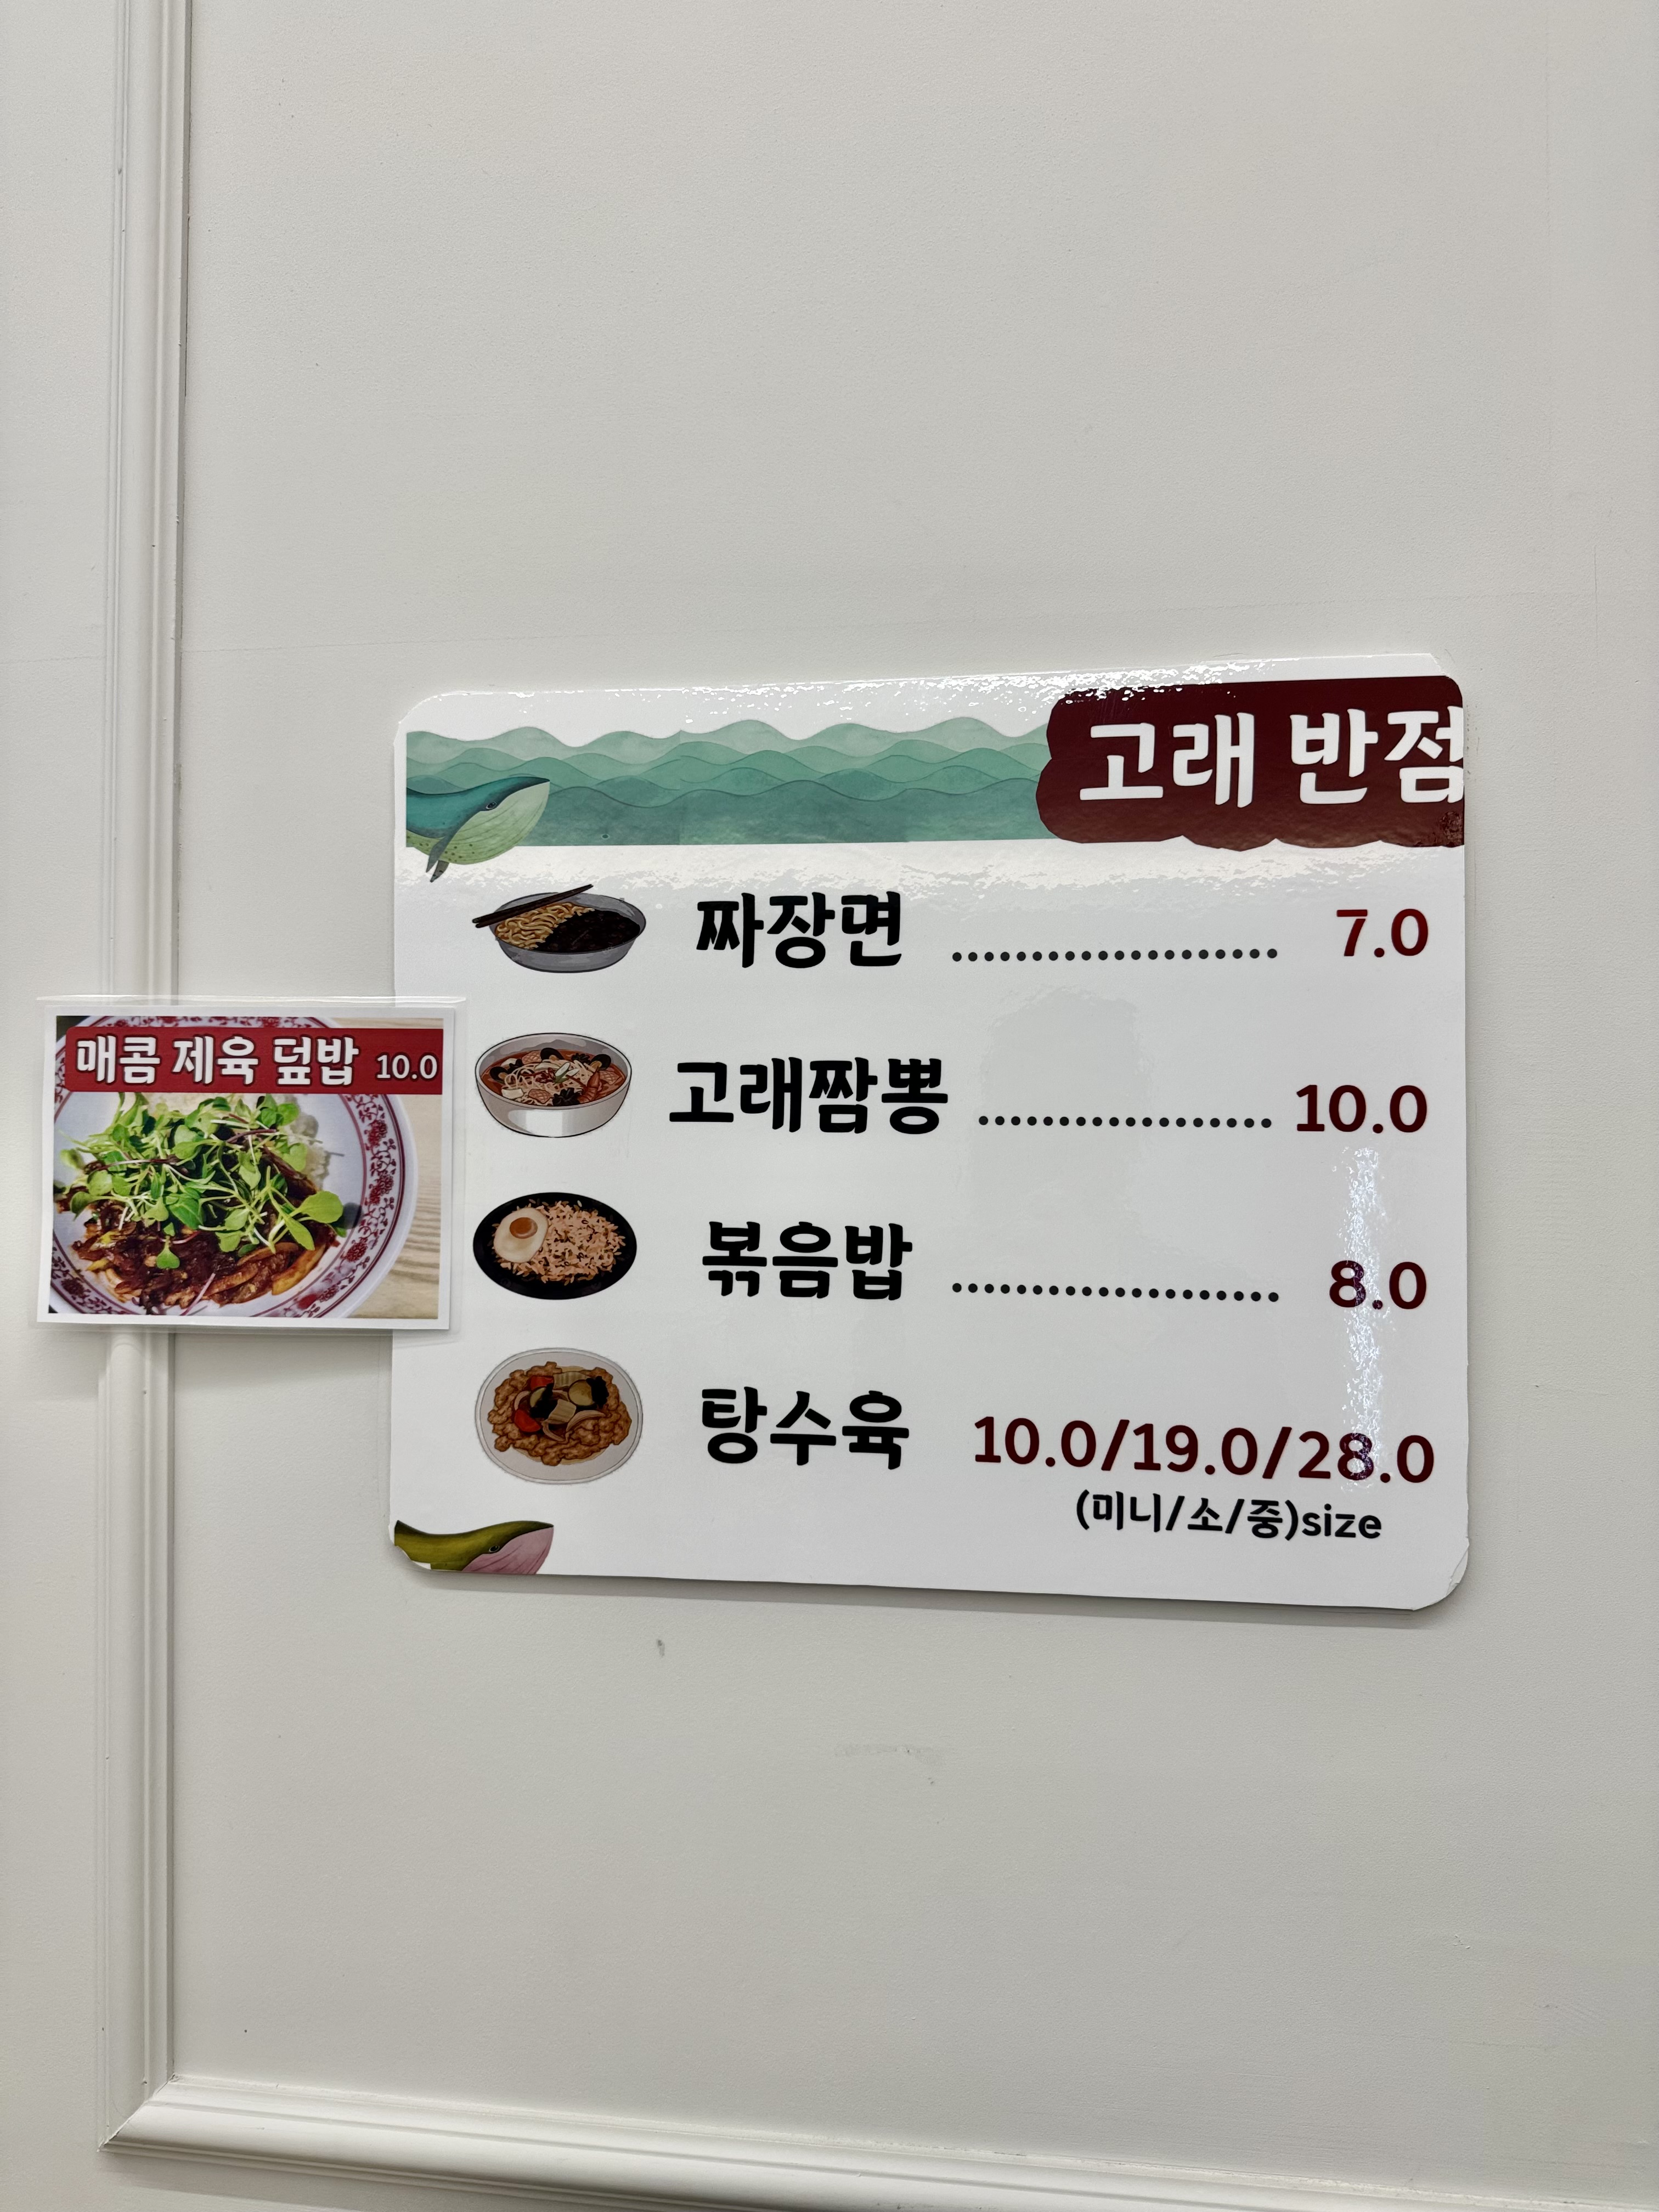 고래 반점
짜장면 ................... 7.0
고래짬뽕 ................. 10.0
볶음밥 ................... 8.0
탕수육 10.0/19.0/28.0
(미니/소/중)size
매콤 제육 덮밥 10.0